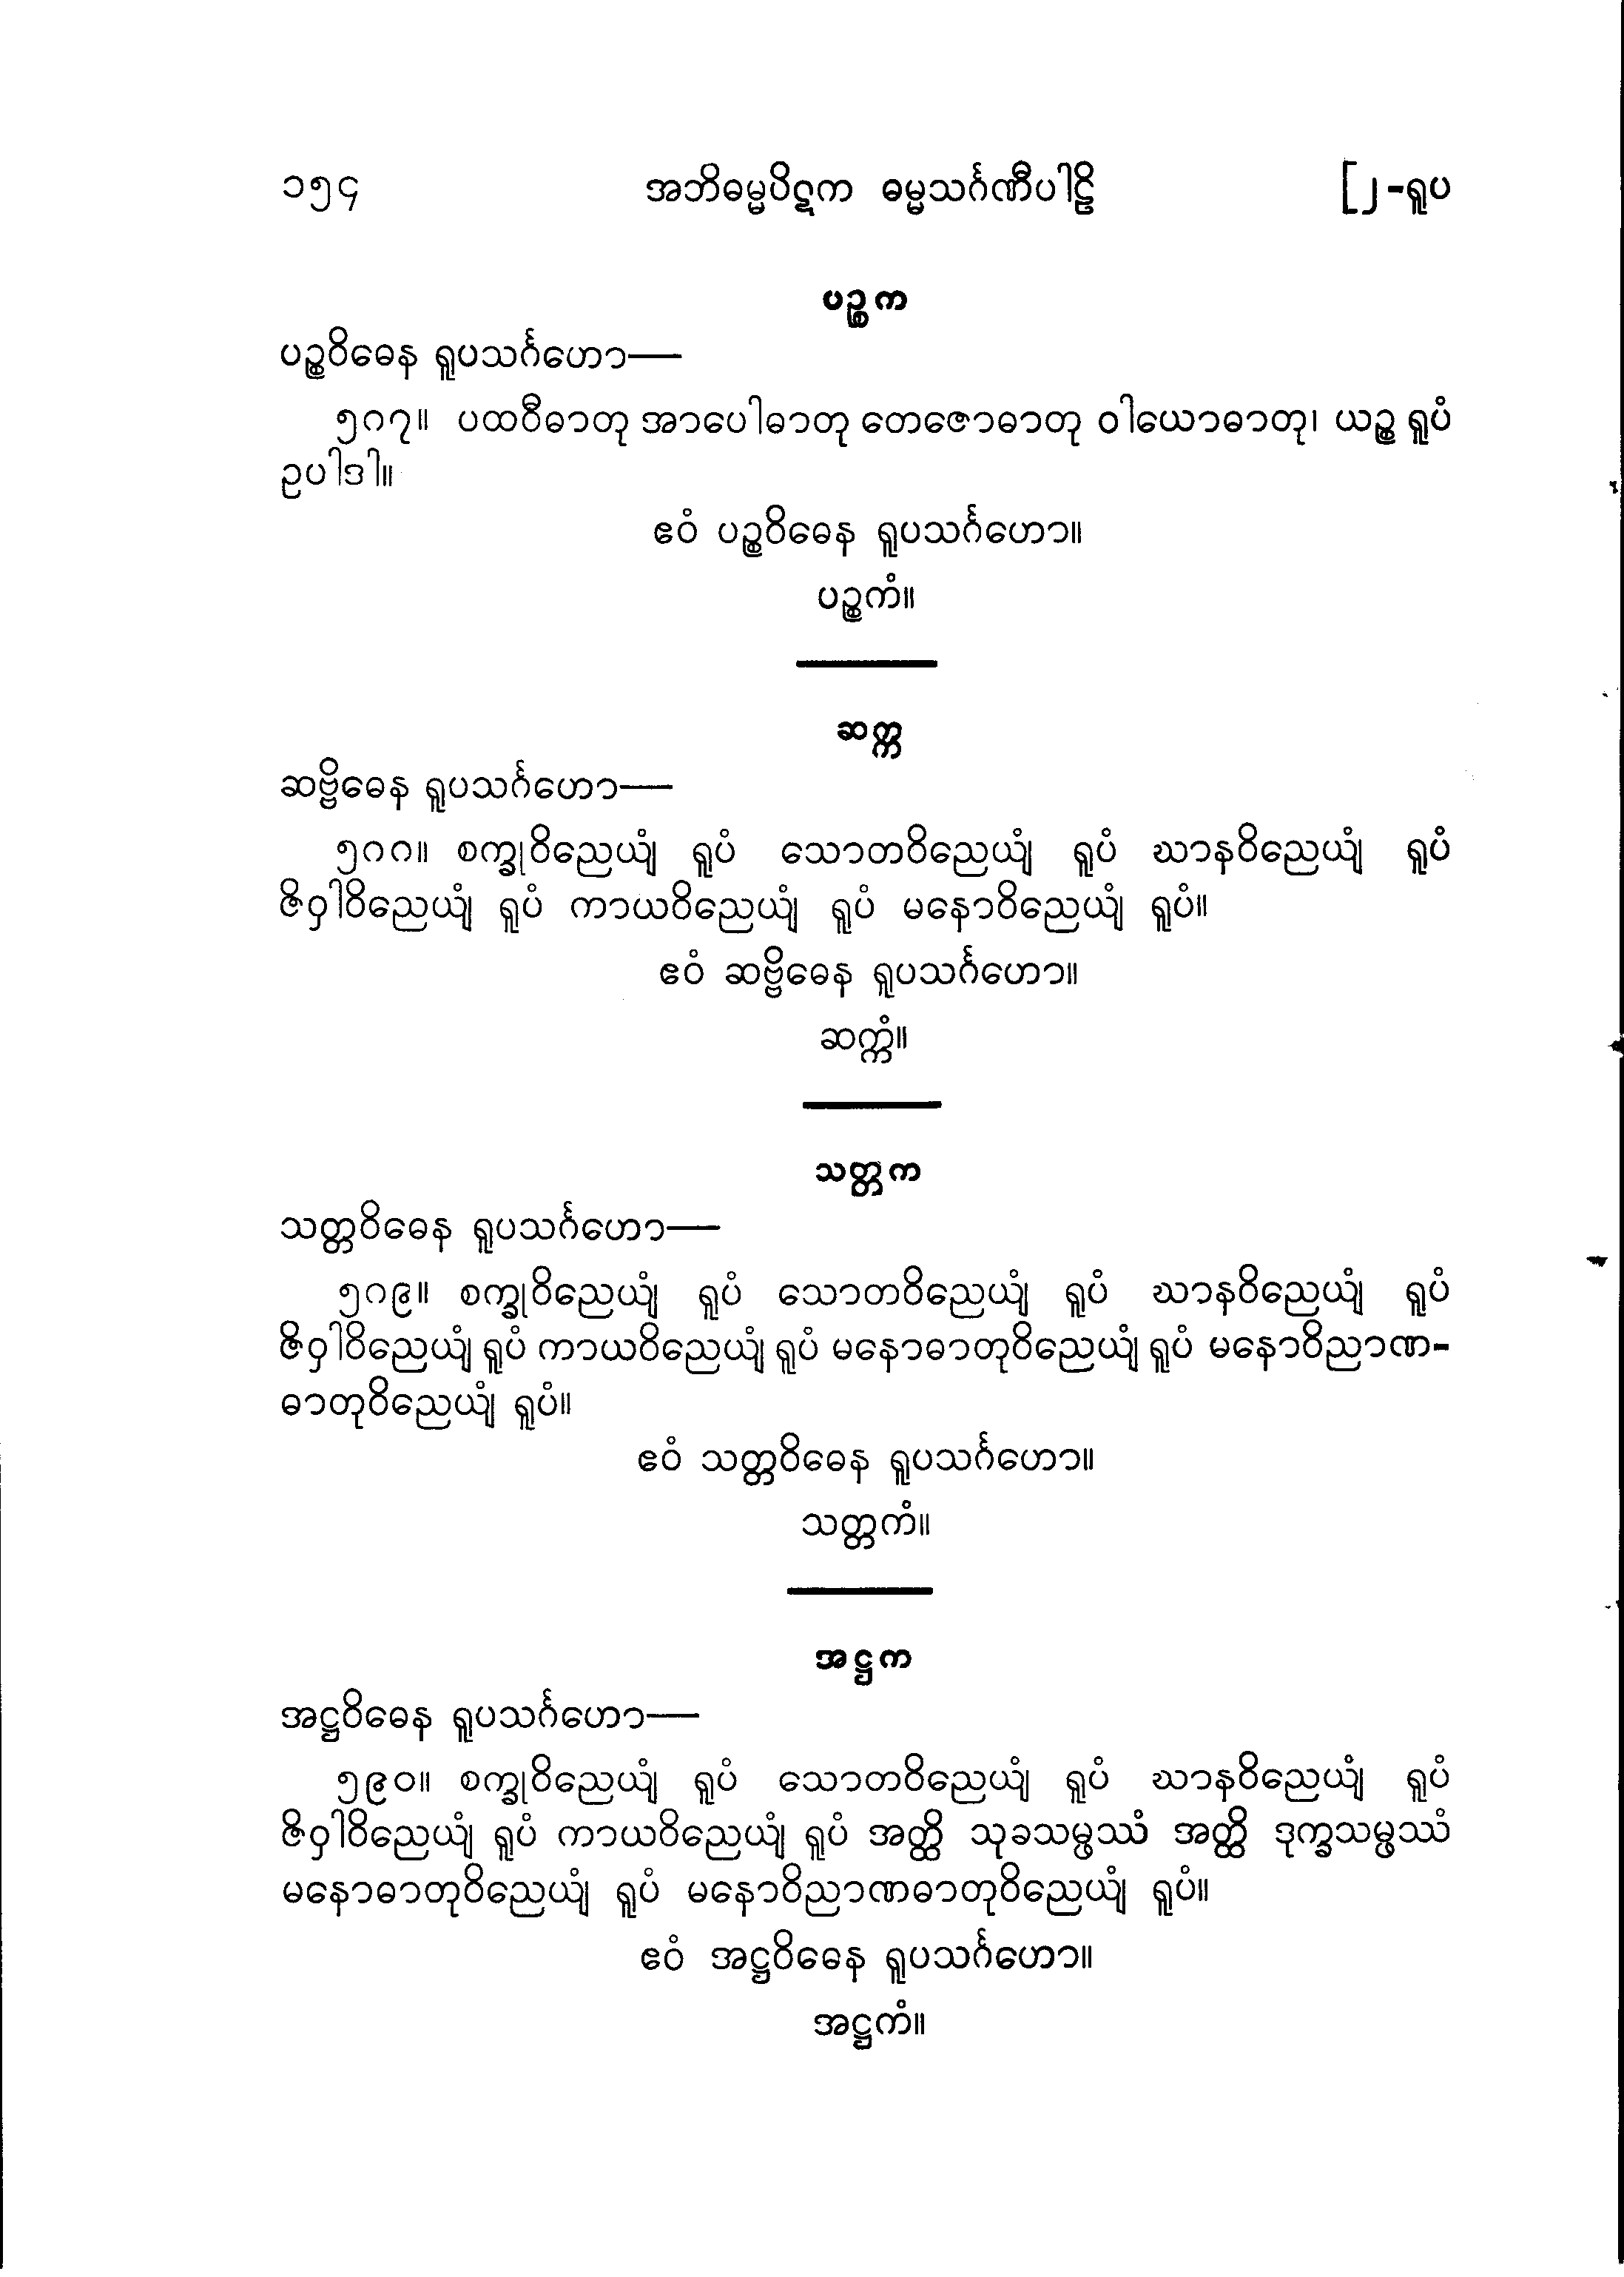 ၁၅၄ အဘိဓမ္မပိဋက ဓမ္မသင်္ဂဏီပါဠိ [၂-ရူပ
ပဉ္စက
ပဉ္စဝိဓေန ရူပသင်္ဂဟော—
၅၈၇။ ပထဝီဓာတု အာပေါဓာတု တေဇောဓာတု ဝါယောဓာတု၊ ယဉ္စ ရူပံ
ဥပါဒါ။
ဧဝံ ပဉ္စဝိဓေန ရူပသင်္ဂဟော။
ပဉ္စကံ။
ဆက္က
ဆဗ္ဗိဓေန ရူပသင်္ဂဟော—
၅၈၈။ စက္ခုဝိညေယျံ ရူပံ သောတဝိညေယျံ ရူပံ ဃာနဝိညေယျံ ရူပံ
ဇိဝှါဝိညေယျံ ရူပံ ကာယဝိညေယျံ ရူပံ မနောဝိညေယျံ ရူပံ။
ဧဝံ ဆဗ္ဗိဓေန ရူပသင်္ဂဟော။
ဆက္ကံ။
သတ္တက
သတ္တဝိဓေန ရူပသင်္ဂဟော—
၅၈၉။ စက္ခုဝိညေယျံ ရူပံ သောတဝိညေယျံ ရူပံ ဃာနဝိညေယျံ ရူပံ
ဇိဝှါဝိညေယျံ ရူပံ ကာယဝိညေယျံ ရူပံ မနောဓာတုဝိညေယျံ ရူပံ မနောဝိညာဏ-
ဓာတုဝိညေယျံ ရူပံ။
ဧဝံ သတ္တဝိဓေန ရူပသင်္ဂဟော။
သတ္တကံ။
အဋ္ဌက
အဋ္ဌဝိဓေန ရူပသင်္ဂဟော—
၅၉၀။ စက္ခုဝိညေယျံ ရူပံ သောတဝိညေယျံ ရူပံ ဃာနဝိညေယျံ ရူပံ
ဇိဝှါဝိညေယျံ ရူပံ ကာယဝိညေယျံ ရူပံ အတ္ထိ သုခသမ္ဖဿံ အတ္ထိ ဒုက္ခသမ္ဖဿံ
မနောဓာတုဝိညေယျံ ရူပံ မနောဝိညာဏဓာတုဝိညေယျံ ရူပံ။
ဧဝံ အဋ္ဌဝိဓေန ရူပသင်္ဂဟော။
အဋ္ဌကံ။